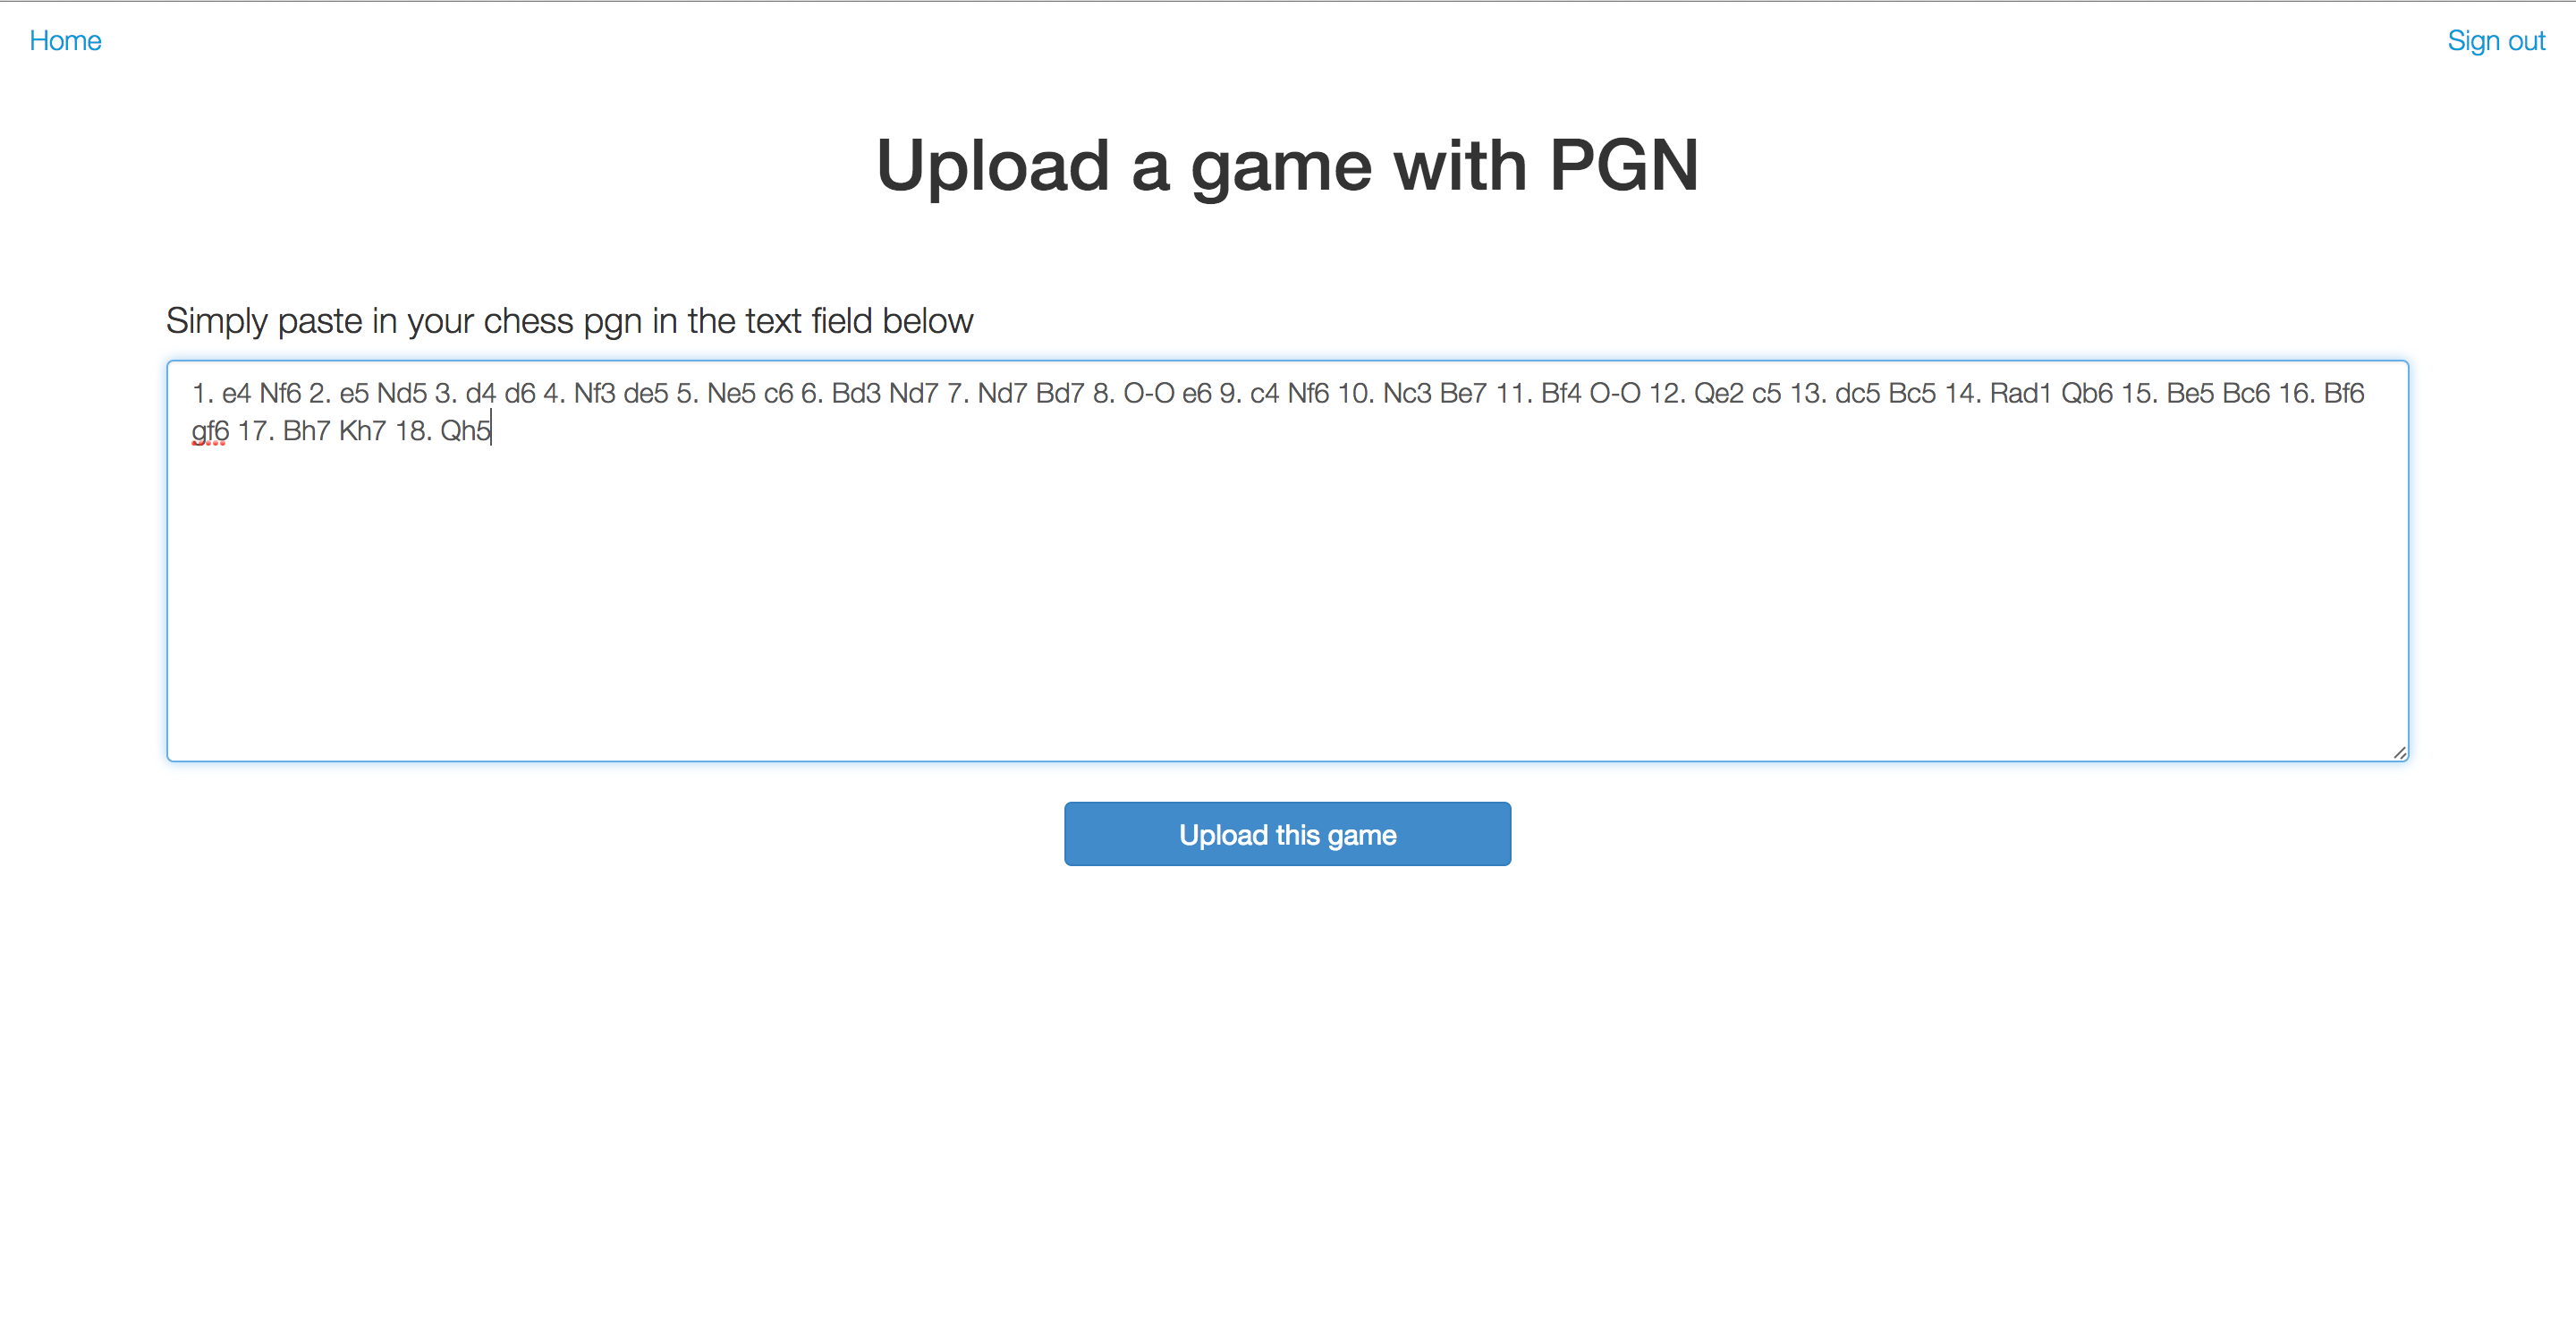 Home
Sign out
Upload a game with PGN
Simply paste in your chess pgn in the text field below
1. e4 Nf6 2. e5 Nd5 3. d4 d6 4. Nf3 de5 5. Ne5 c6 6. Bd3 Nd7 7. Nd7 Bd7 8. O-O e6 9. c4 Nf6 10. Nc3 Be7 11. Bf4 O-O 12. Qe2 c5 13. dc5 Bc5 14. Rad1 Qb6 15. Be5 Bc6 16. Bf6
gf6 17. Bh7 Kh7 18. Qh5
Upload this game